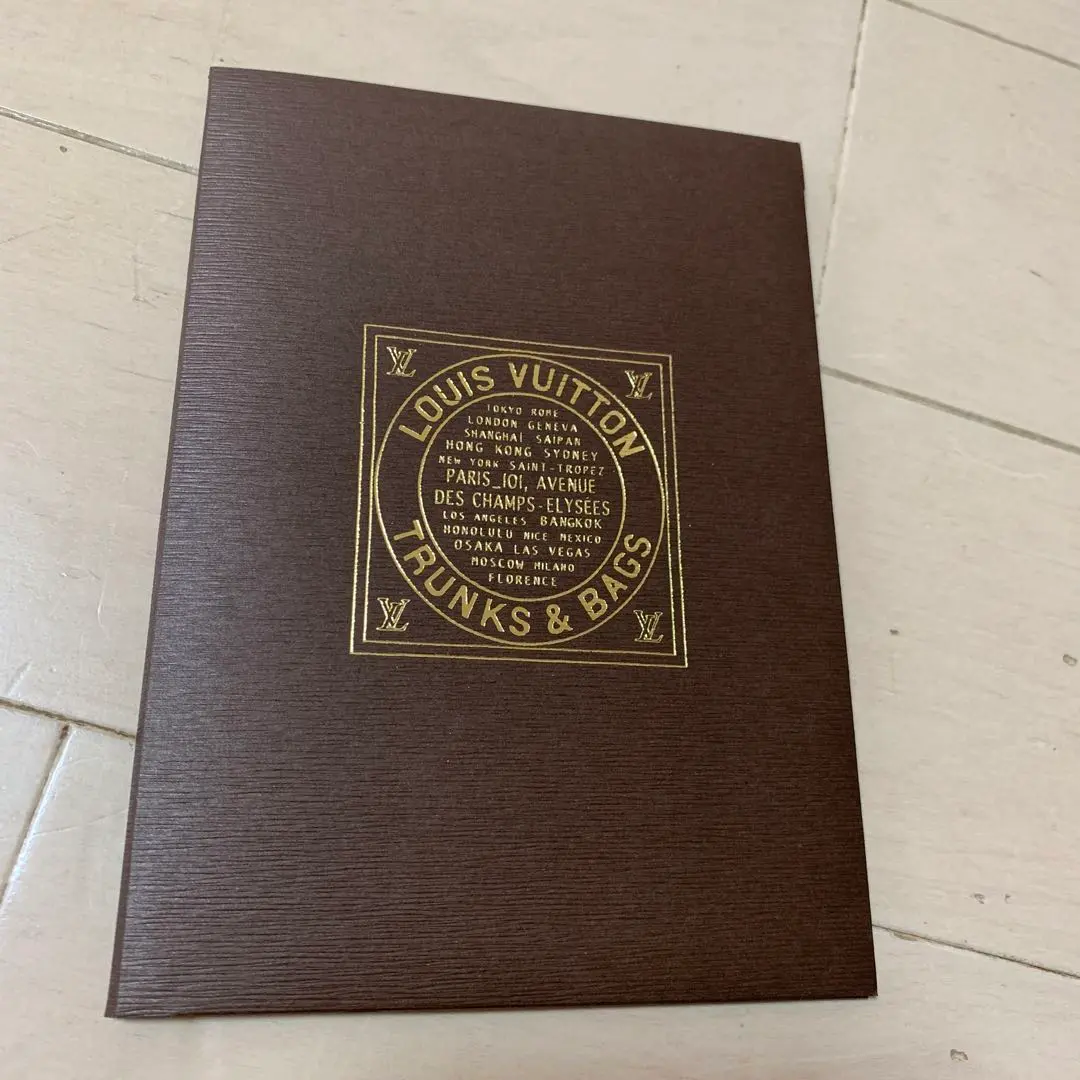 LV LV
LOUIS VUITTON
TOKYO ROME
LONDON GENEVA
SHANGHAI SAIPAN
HONG KONG SYDNEY
NEW YORK SAINT-TROPEZ
PARIS_101, AVENUE
DES CHAMPS-ELYSÉES
LOS ANGELES BANGKOK
HONOLULU NICE MEXICO
OSAKA LAS VEGAS
MOSCOW MILANO
FLORENCE
TRUNKS & BAGS
LV LV